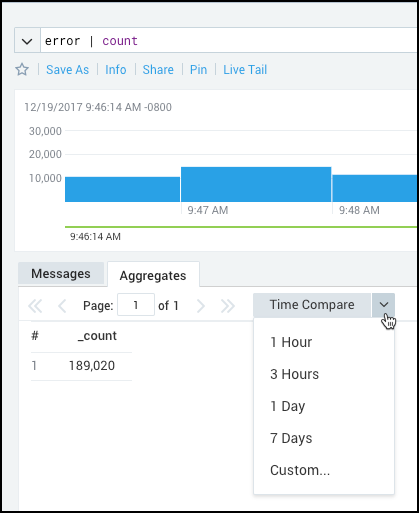 error | count
Save As | Info | Share | Pin | Live Tail
12/19/2017 9:46:14 AM -0800
30,000
20,000
10,000
9:47 AM 9:48 AM
9:46:14 AM
Messages Aggregates
Page: 1 of 1 Time Compare
# _count
1 189,020
1 Hour
3 Hours
1 Day
7 Days
Custom...